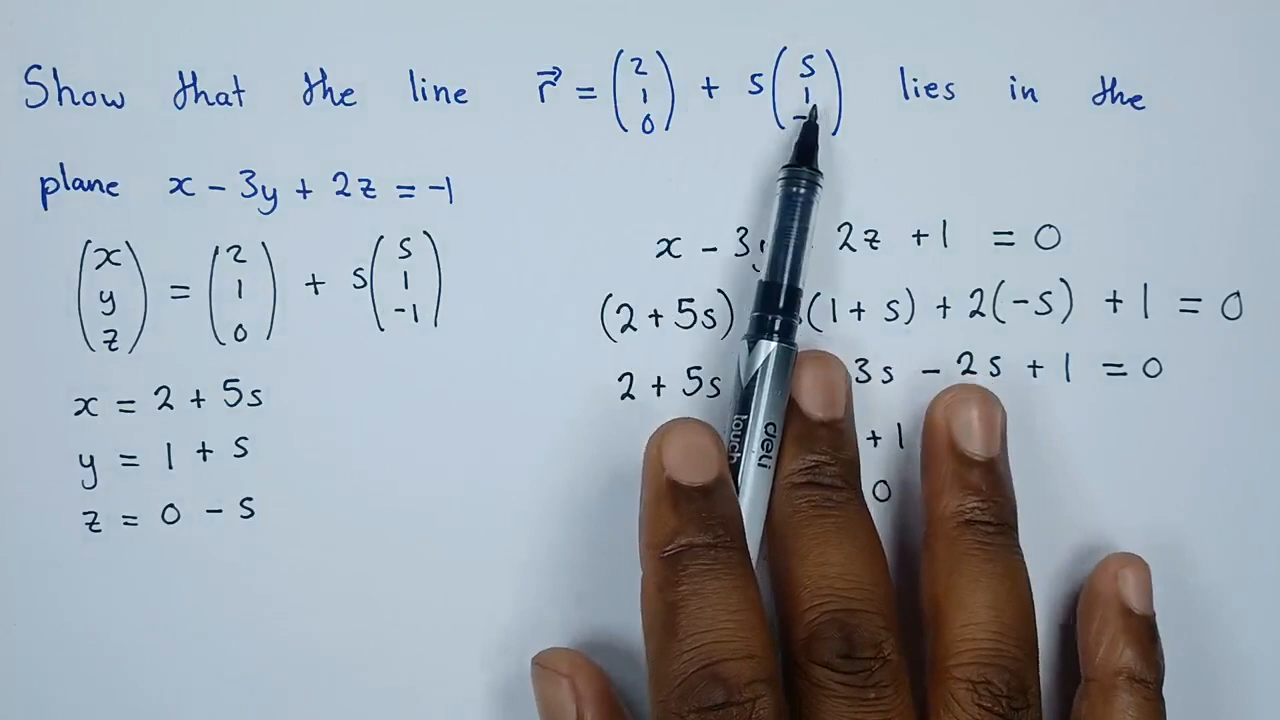 Show that the line r⃗ = (2 1 0) + s(5 1 -) lies in the
plane x - 3y + 2z = -1
(x y z) = (2 1 0) + s(5 1 -1)
x = 2 + 5s
y = 1 + s
z = 0 - s
x - 3y 2z + 1 = 0
(2 + 5s) (1 + s) + 2(-s) + 1 = 0
2 + 5s 3s - 2s + 1 = 0
+ 1
0
deli
touch